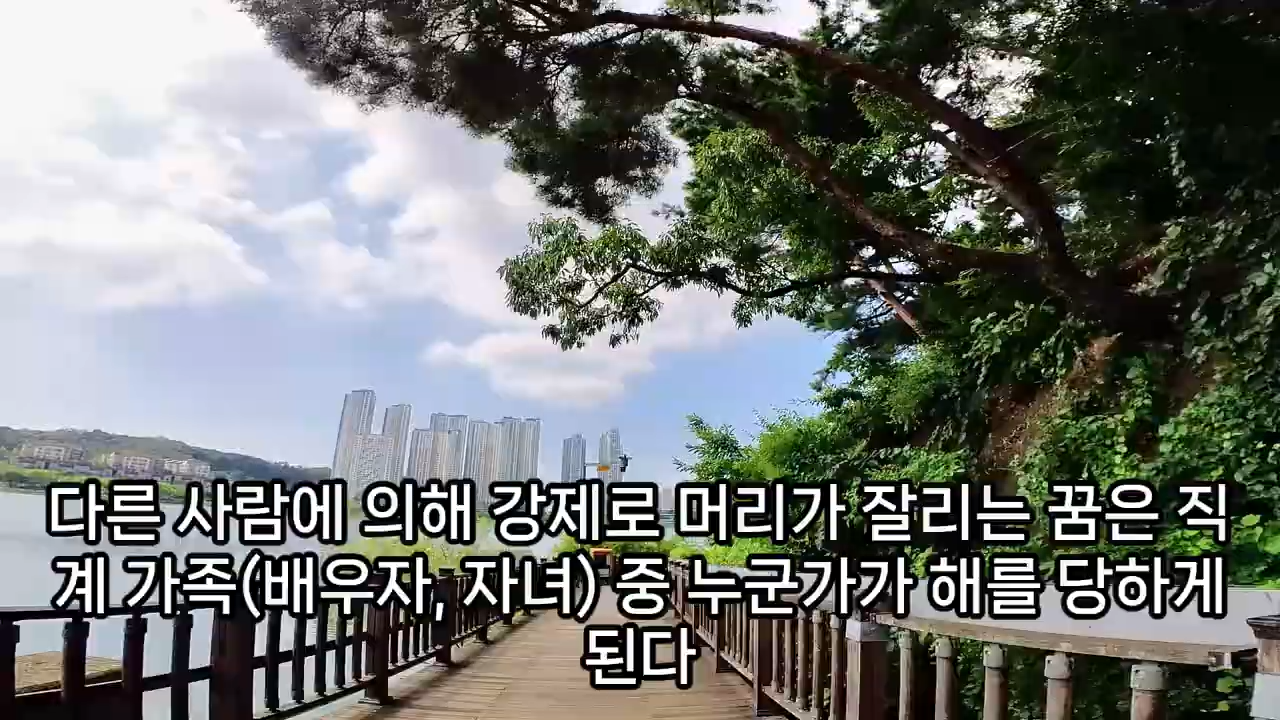 다른 사람에 의해 강제로 머리가 잘리는 꿈은 직
계 가족(배우자, 자녀) 중 누군가가 해를 당하게
된다